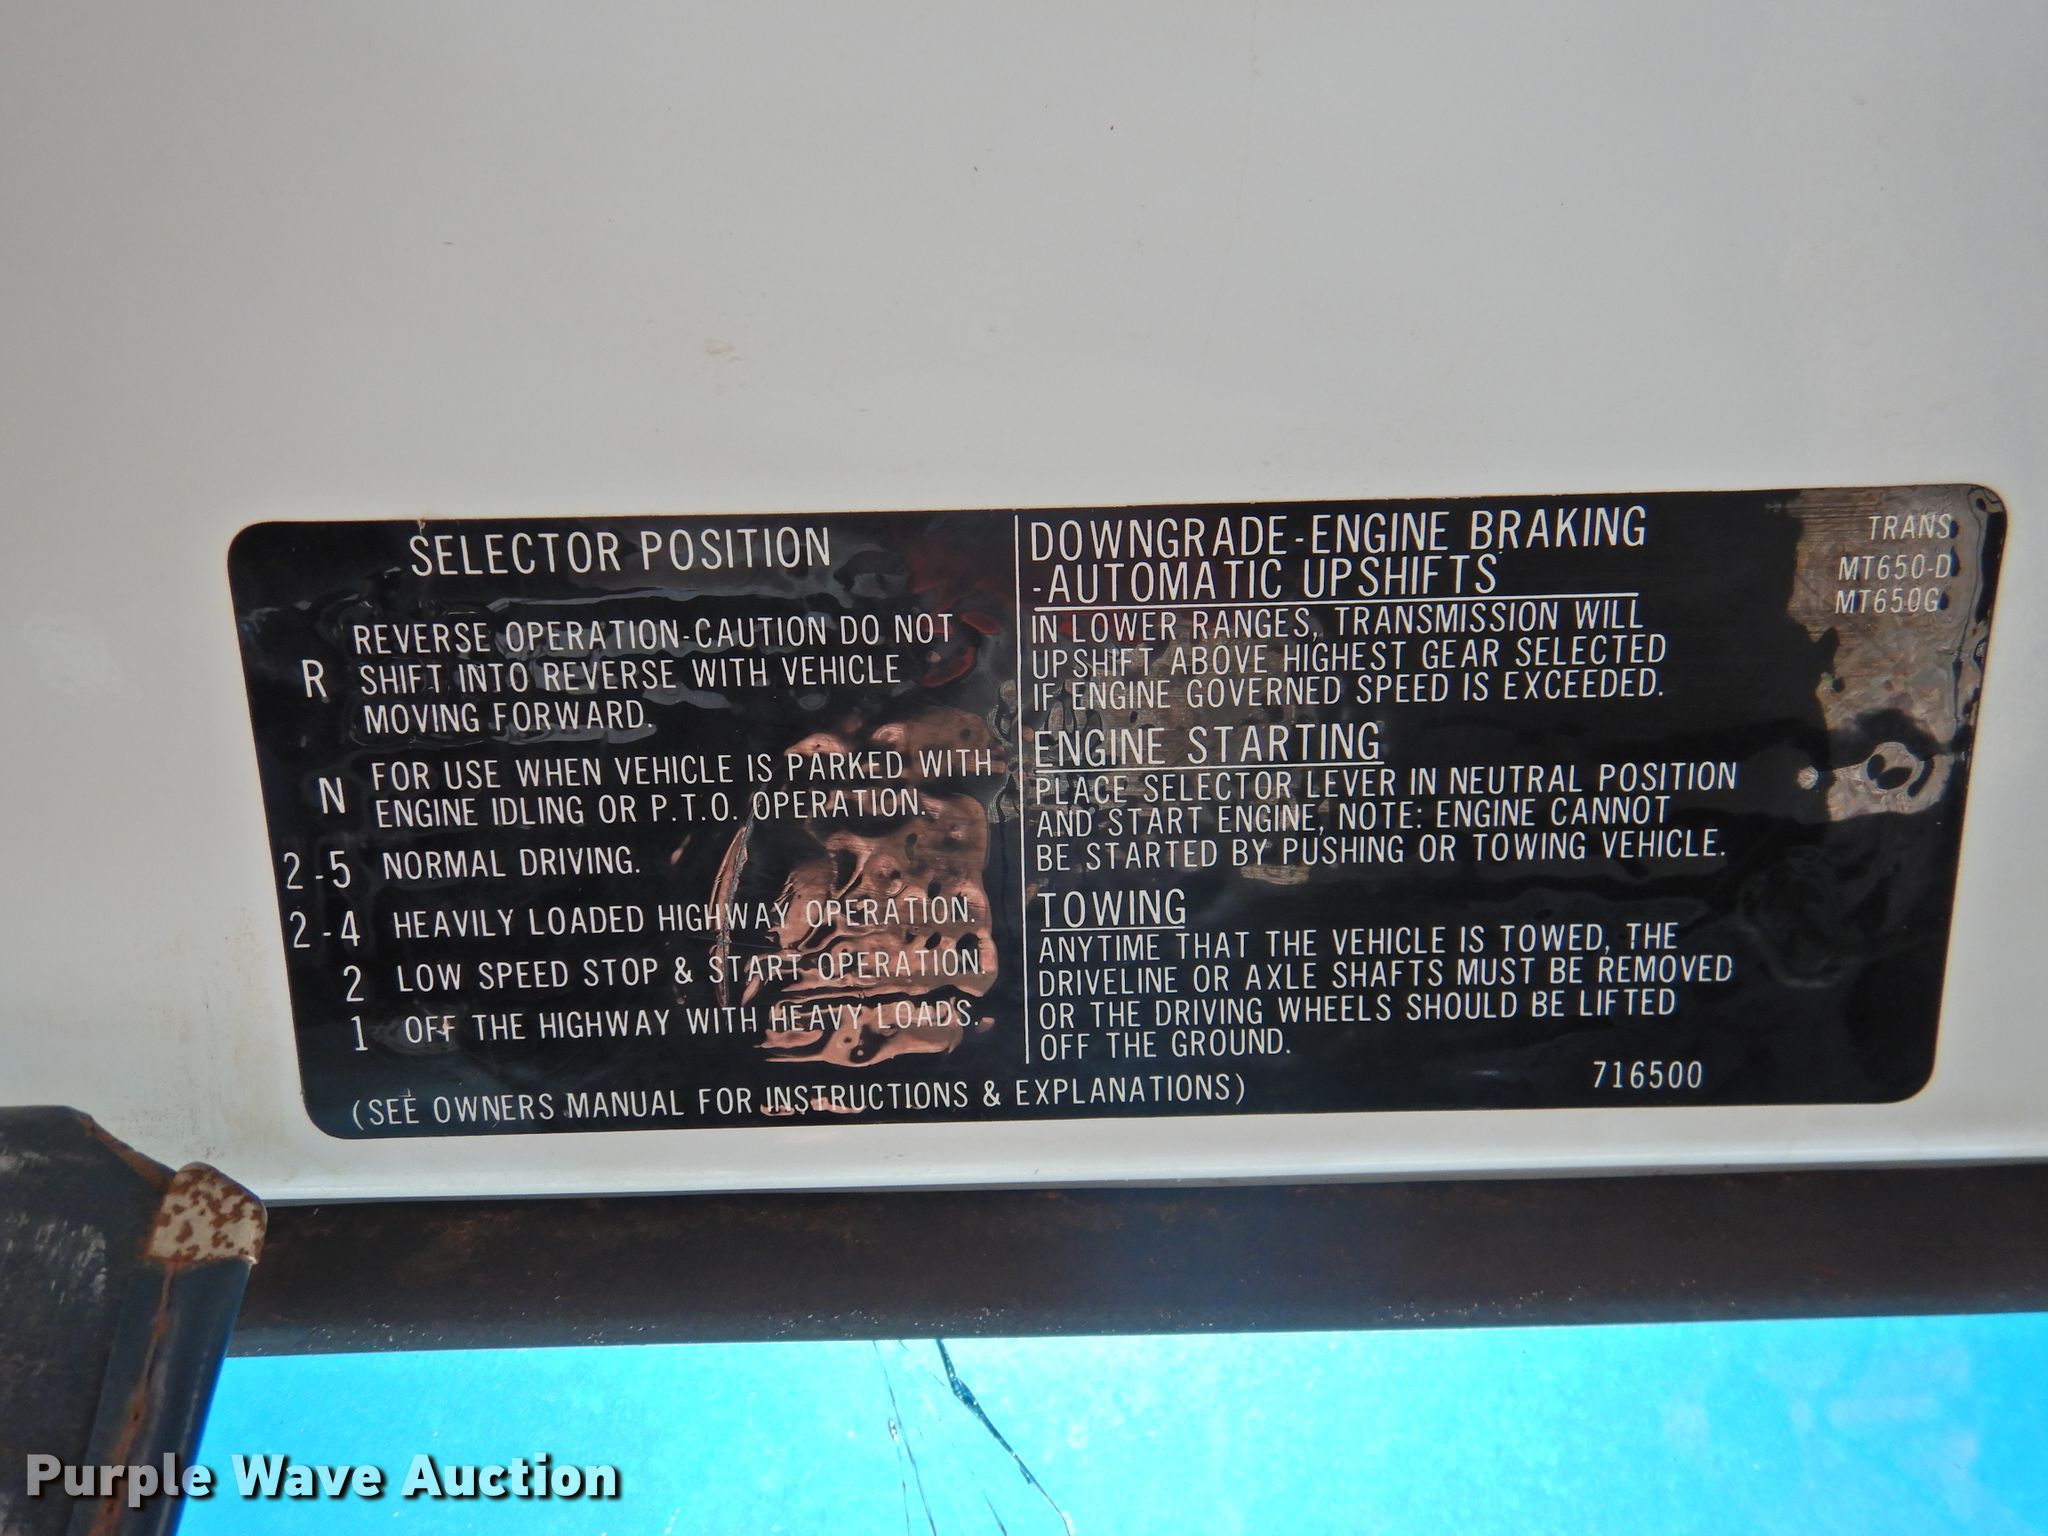 SELECTOR POSITION
R
REVERSE OPERATION-CAUTION DO NOT
SHIFT INTO REVERSE WITH VEHICLE
MOVING FORWARD.
N
FOR USE WHEN VEHICLE IS PARKED WITH
ENGINE IDLING OR P.T.O. OPERATION.
2-5 NORMAL DRIVING.
2-4 HEAVILY LOADED HIGHWAY OPERATION.
2 LOW SPEED STOP & START OPERATION.
1 OFF THE HIGHWAY WITH HEAVY LOADS.
(SEE OWNERS MANUAL FOR INSTRUCTIONS & EXPLANATIONS)
DOWNGRADE-ENGINE BRAKING
-AUTOMATIC UPSHIFTS
IN LOWER RANGES, TRANSMISSION WILL
UPSHIFT ABOVE HIGHEST GEAR SELECTED
IF ENGINE GOVERNED SPEED IS EXCEEDED.
ENGINE STARTING
PLACE SELECTOR LEVER IN NEUTRAL POSITION
AND START ENGINE, NOTE: ENGINE CANNOT
BE STARTED BY PUSHING OR TOWING VEHICLE.
TOWING
ANYTIME THAT THE VEHICLE IS TOWED, THE
DRIVELINE OR AXLE SHAFTS MUST BE REMOVED
OR THE DRIVING WHEELS SHOULD BE LIFTED
OFF THE GROUND.
716500
TRANS
MT650-D
MT650G
Purple Wave Auction